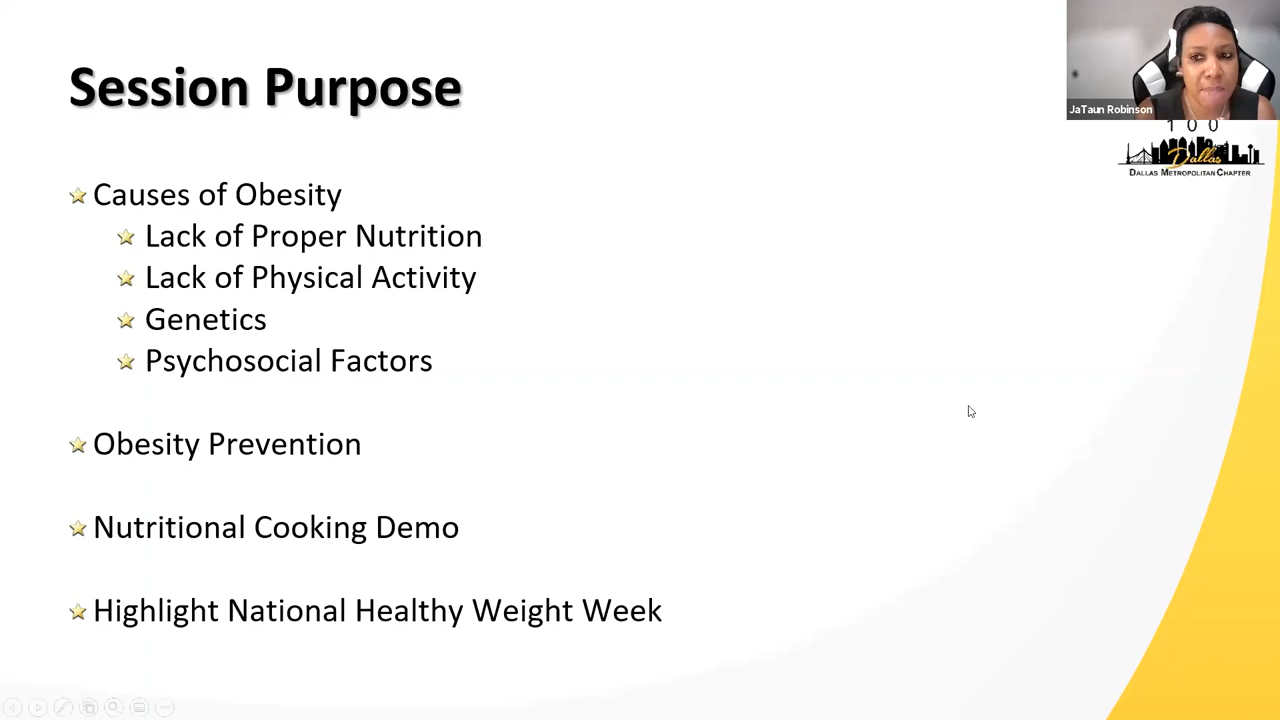 Session Purpose
Causes of Obesity
Lack of Proper Nutrition
Lack of Physical Activity
Genetics
Psychosocial Factors
Obesity Prevention
Nutritional Cooking Demo
Highlight National Healthy Weight Week
JaTaun Robinson
100
Dallas
DALLAS METROPOLITAN CHAPTER